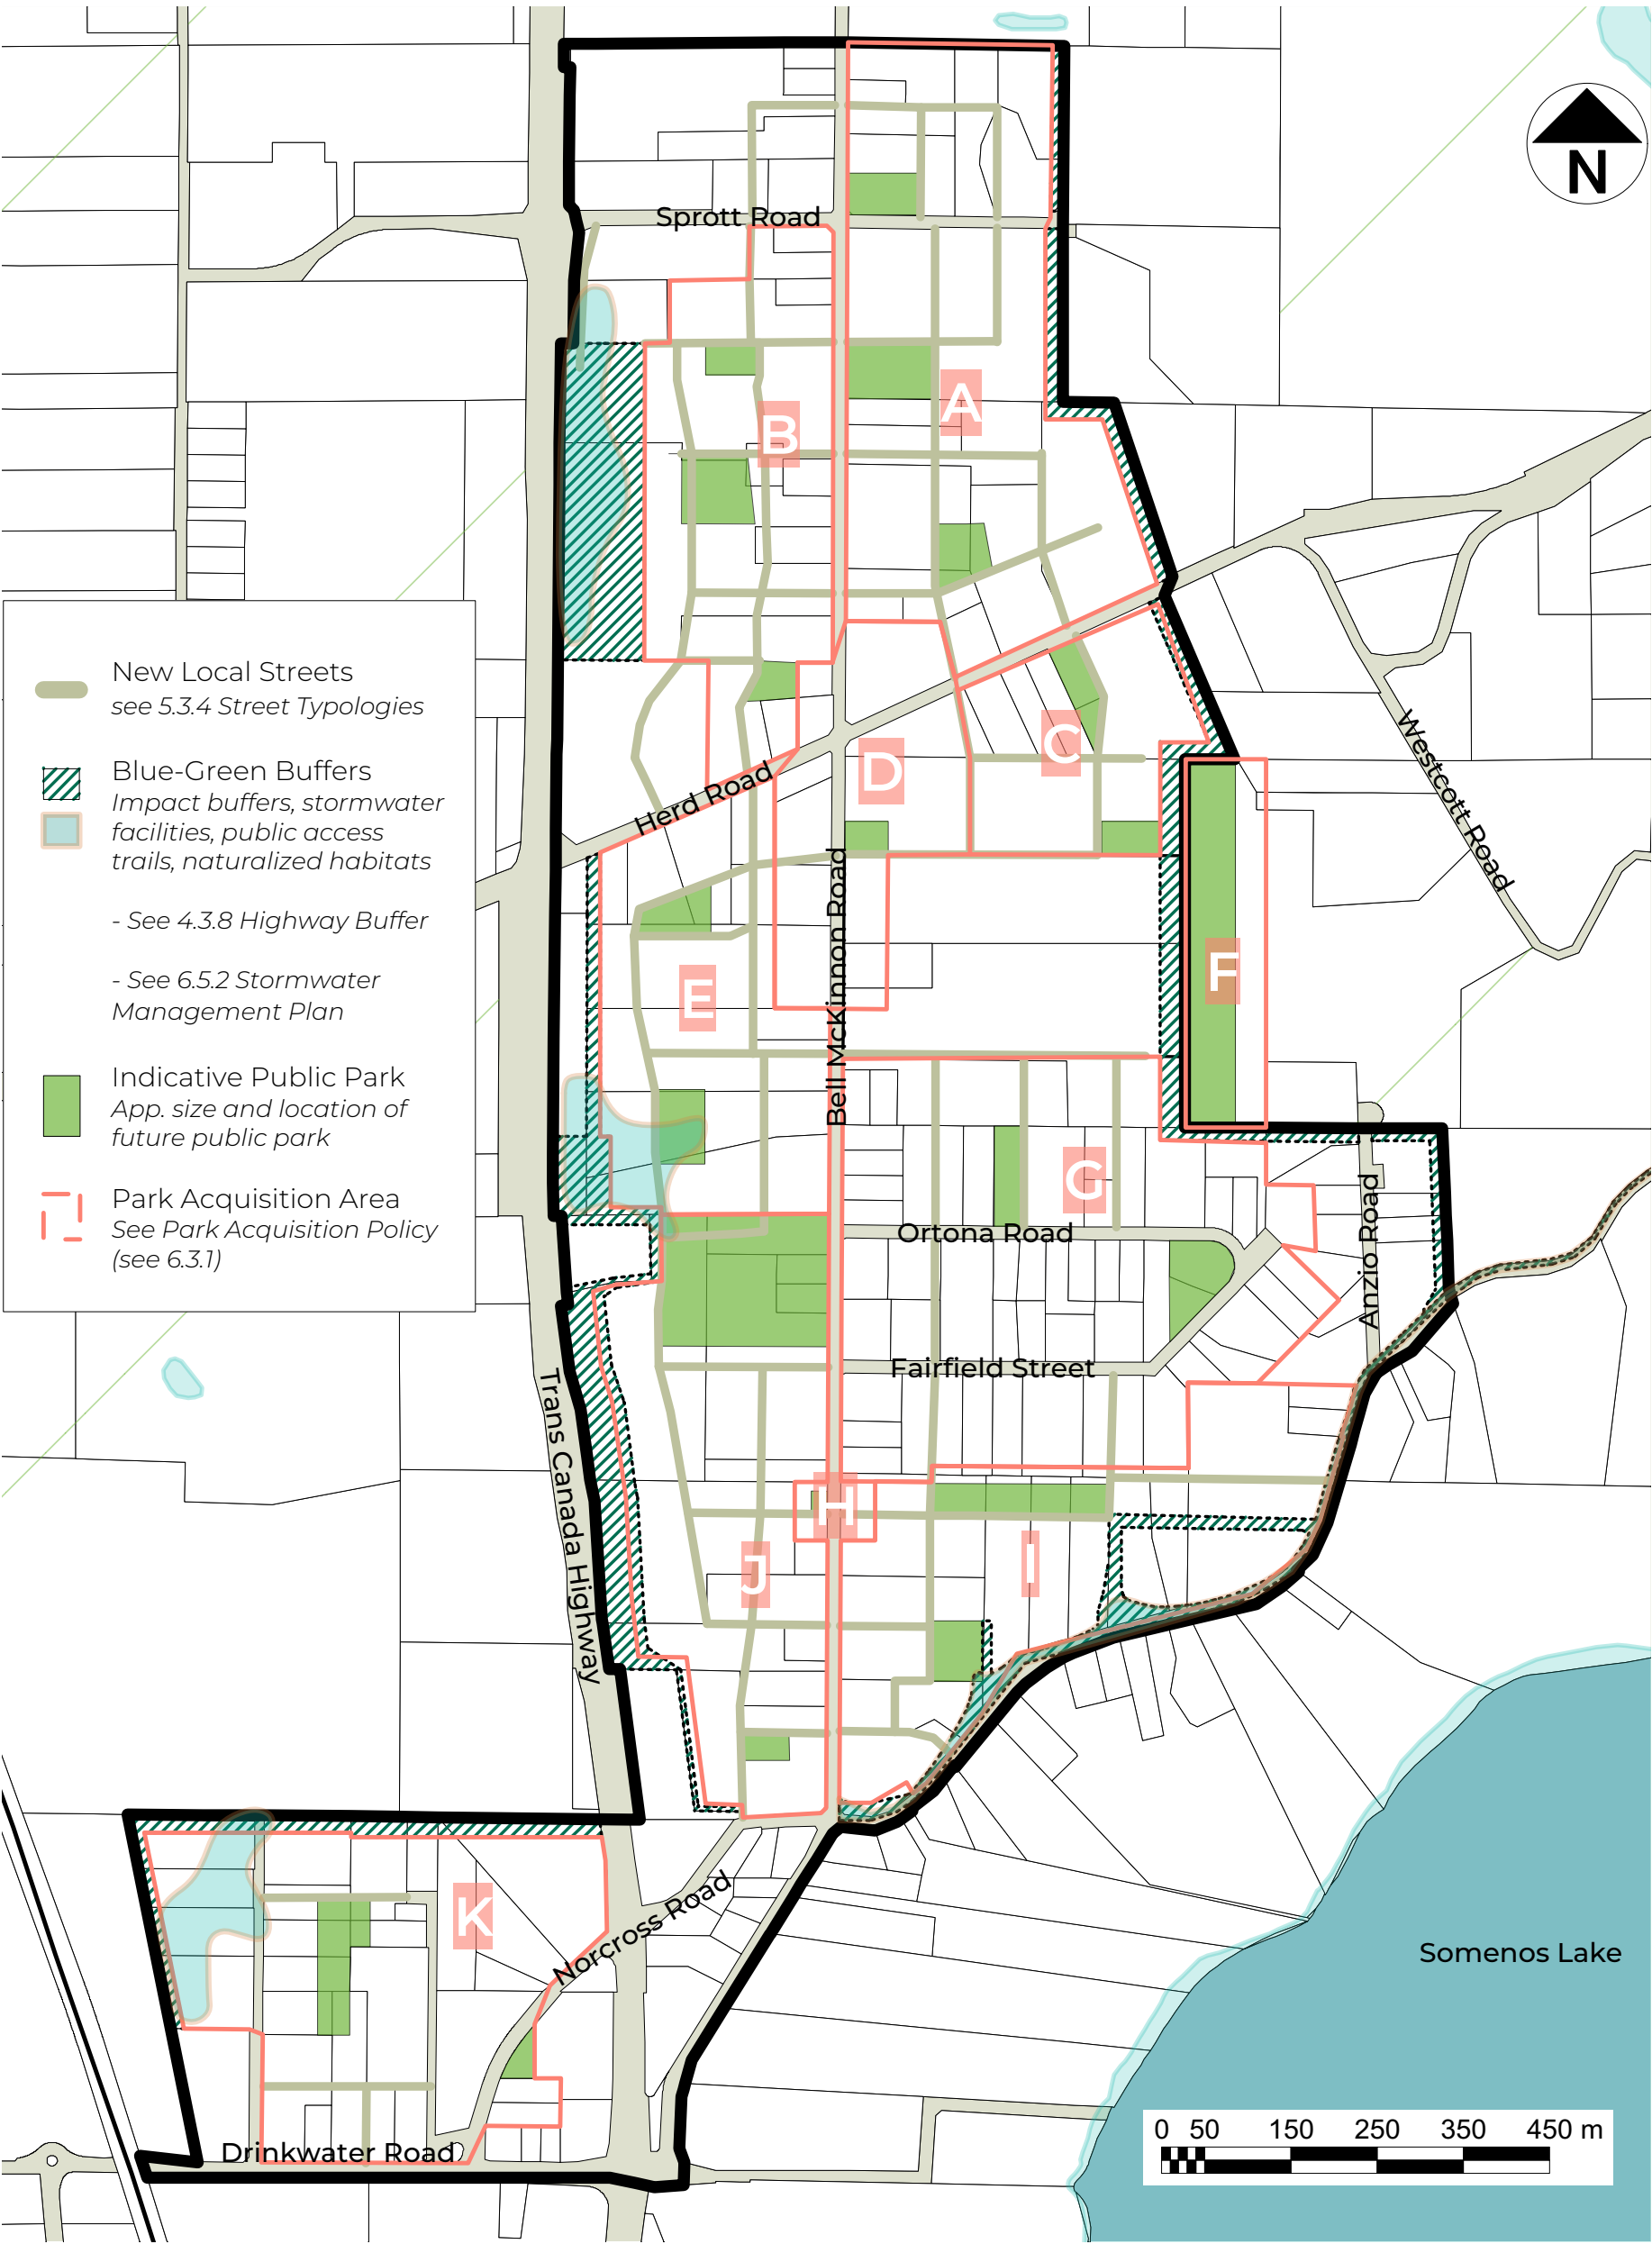 N
Sprott Road
A
B
New Local Streets
see 5.3.4 Street Typologies
Blue-Green Buffers
Impact buffers, stormwater
facilities, public access
trails, naturalized habitats
- See 4.3.8 Highway Buffer
- See 6.5.2 Stormwater
Management Plan
Indicative Public Park
App. size and location of
future public park
Park Acquisition Area
See Park Acquisition Policy
(see 6.3.1)
C
D
Westcott Road
Herd Road
Bell McKinnon Road
F
E
G
Ortona Road
Anzio Road
Fairfield Street
Trans Canada Highway
H
I
J
K
Norcross Road
Somenos Lake
Drinkwater Road
0 50 150 250 350 450 m